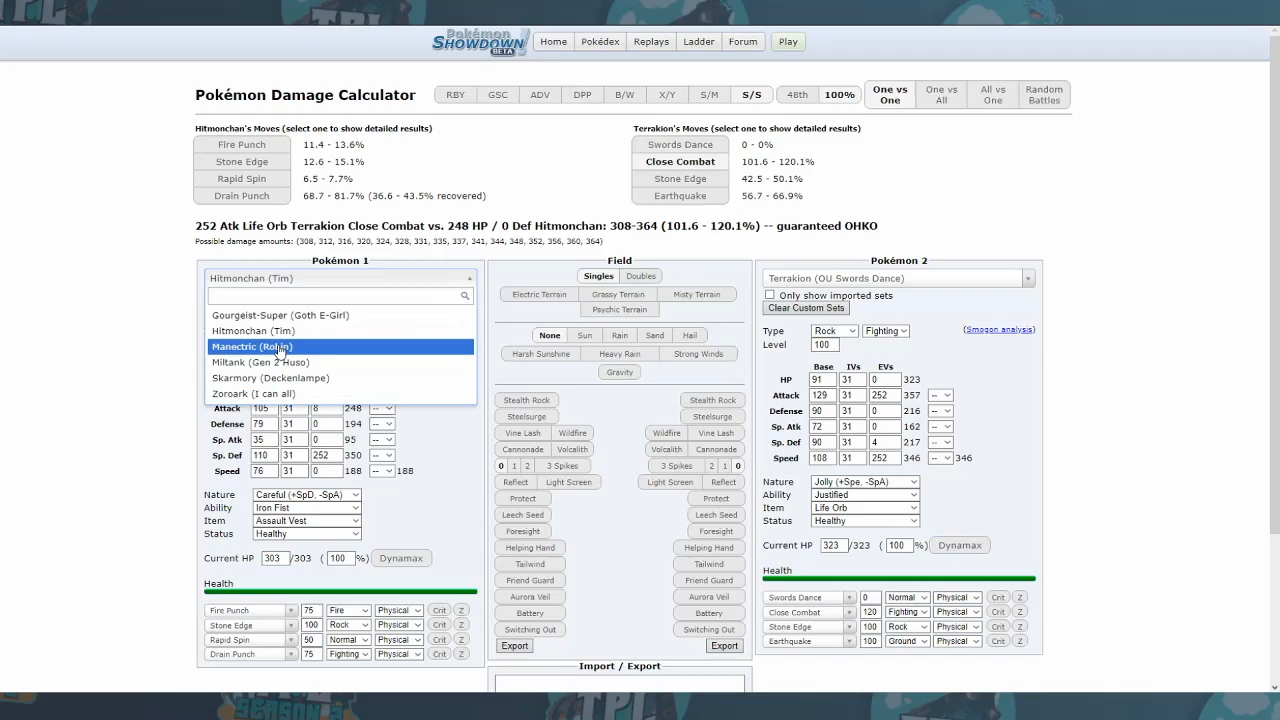 Pokémon
SHOWDOWN!
BETA
Home Pokédex Replays Ladder Forum Play
Pokémon Damage Calculator
RBY GSC ADV DPP B/W X/Y S/M S/S 48th 100%
One vs One One vs All All vs One Random Battles
Hitmonchan's Moves (select one to show detailed results)
Fire Punch 11.4 - 13.6%
Stone Edge 12.6 - 15.1%
Rapid Spin 6.5 - 7.7%
Drain Punch 68.7 - 81.7% (36.6 - 43.5% recovered)
Terrakion's Moves (select one to show detailed results)
Swords Dance 0 - 0%
Close Combat 101.6 - 120.1%
Stone Edge 42.5 - 50.1%
Earthquake 56.7 - 66.9%
252 Atk Life Orb Terrakion Close Combat vs. 248 HP / 0 Def Hitmonchan: 308-364 (101.6 - 120.1%) -- guaranteed OHKO
Possible damage amounts: (308, 312, 316, 320, 324, 328, 331, 335, 337, 341, 344, 348, 352, 356, 360, 364)
Pokémon 1
Hitmonchan (Tim)
Gourgeist-Super (Goth E-Girl)
Hitmonchan (Tim)
Manectric (Robin)
Miltank (Gen 2 Huso)
Skarmory (Deckenlampe)
Zoroark (I can all)
Attack 105 31 8 248 --
Defense 79 31 0 194 --
Sp. Atk 35 31 0 95 --
Sp. Def 110 31 252 350 --
Speed 76 31 0 188 -- 188
Nature Careful (+SpD, -SpA)
Ability Iron Fist
Item Assault Vest
Status Healthy
Current HP 303 /303 ( 100 %) Dynamax
Health
Fire Punch 75 Fire Physical Crit Z
Stone Edge 100 Rock Physical Crit Z
Rapid Spin 50 Normal Physical Crit Z
Drain Punch 75 Fighting Physical Crit Z
Field
Singles Doubles
Electric Terrain Grassy Terrain Misty Terrain
Psychic Terrain
None Sun Rain Sand Hail
Harsh Sunshine Heavy Rain Strong Winds
Gravity
Stealth Rock Stealth Rock
Steelsurge Steelsurge
Vine Lash Wildfire Wildfire Vine Lash
Cannonade Volcalith Volcalith Cannonade
0 1 2 3 Spikes 3 Spikes 2 1 0
Reflect Light Screen Light Screen Reflect
Protect Protect
Leech Seed Leech Seed
Foresight Foresight
Helping Hand Helping Hand
Tailwind Tailwind
Friend Guard Friend Guard
Aurora Veil Aurora Veil
Battery Battery
Switching Out Switching Out
Export Export
Import / Export
Pokémon 2
Terrakion (OU Swords Dance)
Only show imported sets
Clear Custom Sets
Type Rock Fighting (Smogon analysis)
Level 100
Base IVs EVs
HP 91 31 0 323
Attack 129 31 252 357 --
Defense 90 31 0 216 --
Sp. Atk 72 31 0 162 --
Sp. Def 90 31 4 217 --
Speed 108 31 252 346 -- 346
Nature Jolly (+Spe, -SpA)
Ability Justified
Item Life Orb
Status Healthy
Current HP 323 /323 ( 100 %) Dynamax
Health
Swords Dance 0 Normal Physical Crit Z
Close Combat 120 Fighting Physical Crit Z
Stone Edge 100 Rock Physical Crit Z
Earthquake 100 Ground Physical Crit Z